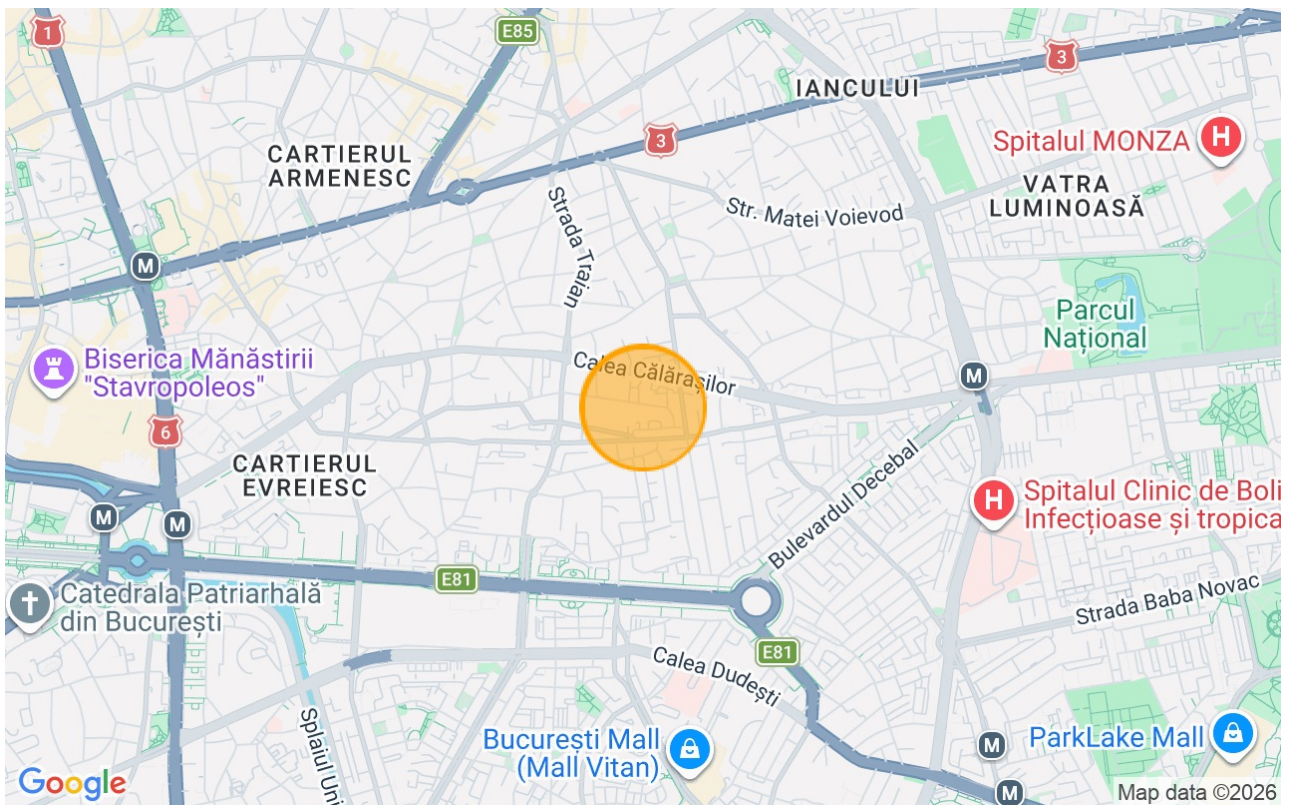 1
E85
3
IANCULUI
Spitalul MONZA
H
3
CARTIERUL
ARMENESC
VATRA
LUMINOASĂ
Str. Matei Voievod
Strada Traian
M
Parcul
Național
Biserica Mănăstirii
"Stavropoleos"
Calea Călărașilor
M
6
CARTIERUL
EVREIESC
Bulevardul Decebal
H
Spitalul Clinic de Boli
Infecțioase și tropica
M
M
E81
Catedrala Patriarhală
din București
Strada Baba Novac
E81
Calea Dudești
Splaiul Uni
București Mall
(Mall Vitan)
M
ParkLake Mall
M
Google
Map data ©2026